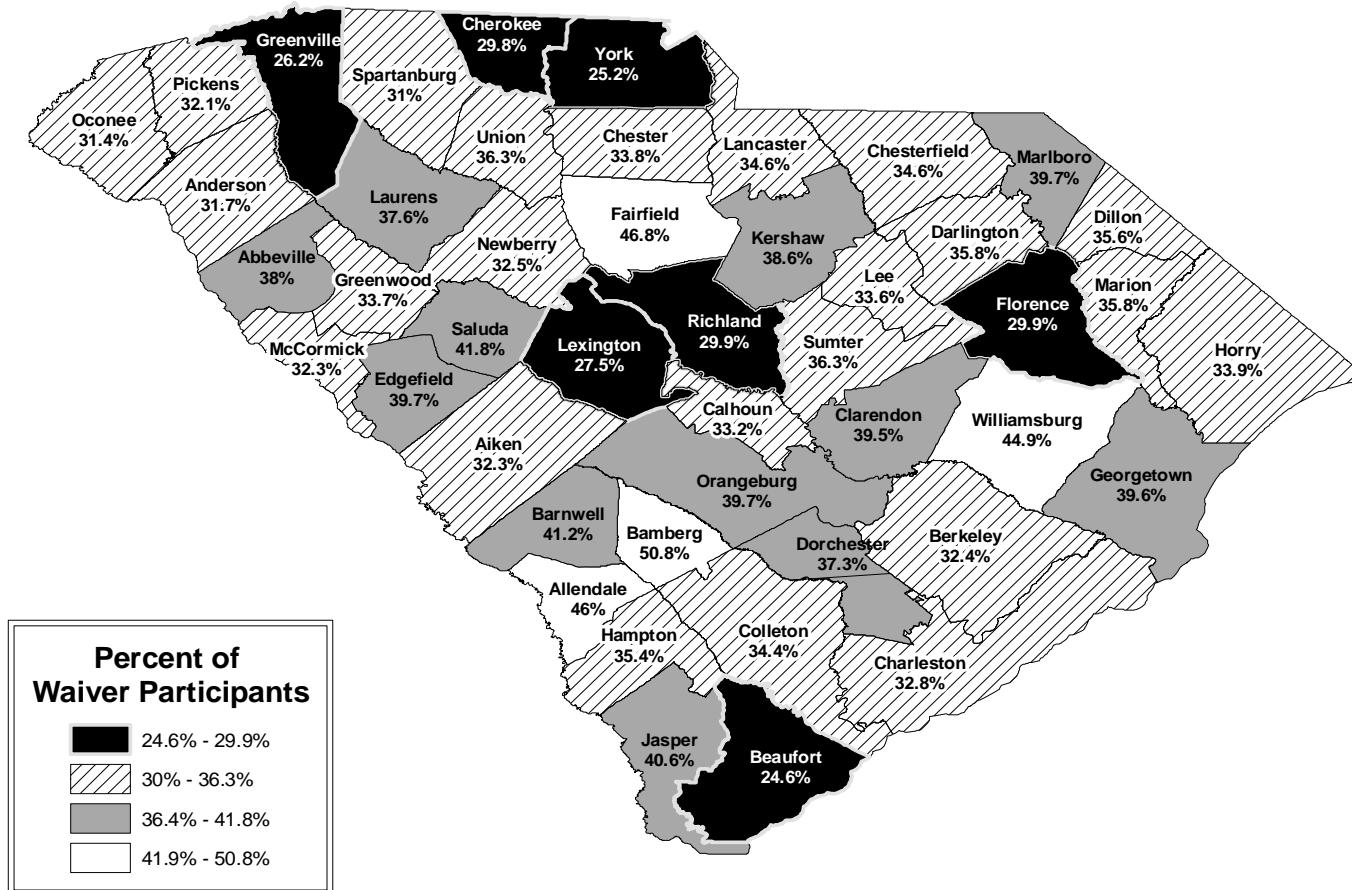 Cherokee
29.8%
Greenville
26.2%
York
25.2%
Spartanburg
31%
Pickens
32.1%
Oconee
31.4%
Union
36.3%
Chester
33.8%
Lancaster
34.6%
Chesterfield
34.6%
Marlboro
39.7%
Anderson
31.7%
Laurens
37.6%
Fairfield
46.8%
Dillon
35.6%
Newberry
32.5%
Kershaw
38.6%
Darlington
35.8%
Abbeville
38%
Greenwood
33.7%
Lee
33.6%
Marion
35.8%
Florence
29.9%
Richland
29.9%
Saluda
41.8%
Lexington
27.5%
Sumter
36.3%
McCormick
32.3%
Horry
33.9%
Edgefield
39.7%
Calhoun
33.2%
Clarendon
39.5%
Williamsburg
44.9%
Aiken
32.3%
Orangeburg
39.7%
Georgetown
39.6%
Barnwell
41.2%
Bamberg
50.8%
Berkeley
32.4%
Dorchester
37.3%
Allendale
46%
Hampton
35.4%
Colleton
34.4%
Charleston
32.8%
Jasper
40.6%
Beaufort
24.6%
Percent of
Waiver Participants
24.6% - 29.9%
30% - 36.3%
36.4% - 41.8%
41.9% - 50.8%